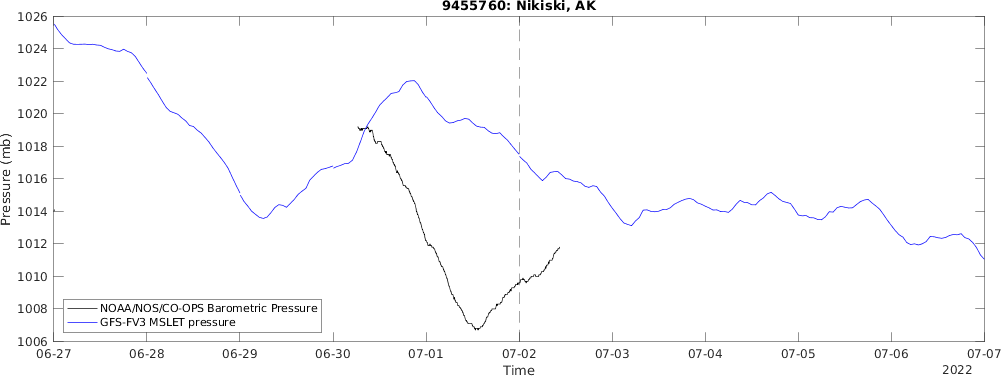 9455760: Nikiski, AK
Pressure (mb)
1026
1024
1022
1020
1018
1016
1014
1012
1010
1008
1006
NOAA/NOS/CO-OPS Barometric Pressure
GFS-FV3 MSLET pressure
06-27 06-28 06-29 06-30 07-01 07-02 07-03 07-04 07-05 07-06 07-07
Time
2022